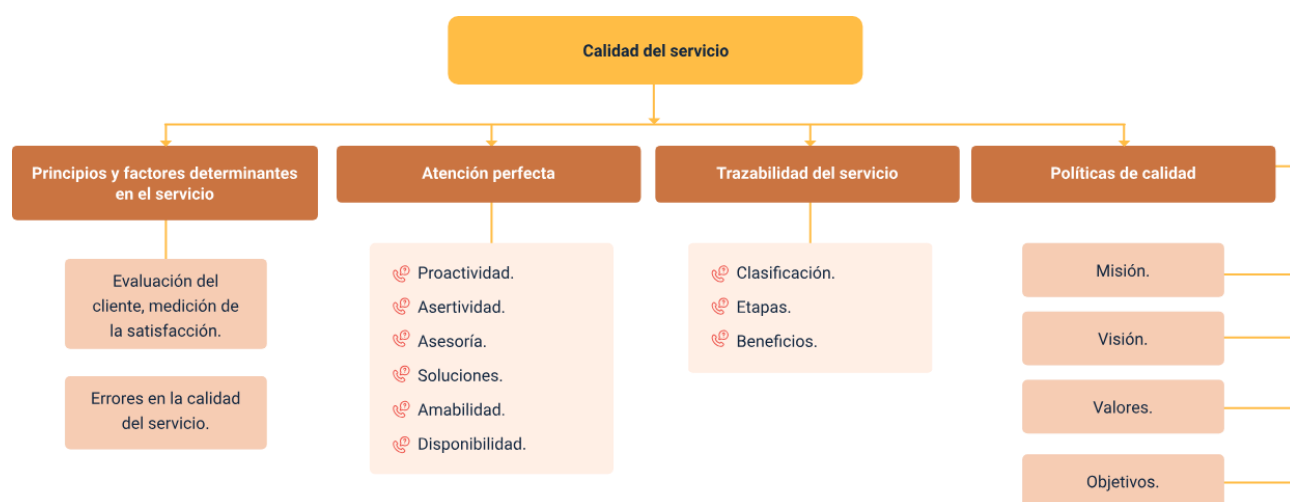 Calidad del servicio
Principios y factores determinantes
en el servicio
Evaluación del
cliente, medición de
la satisfacción.
Errores en la calidad
del servicio.
Atención perfecta
Proactividad.
Asertividad.
Asesoría.
Soluciones.
Amabilidad.
Disponibilidad.
Trazabilidad del servicio
Clasificación.
Etapas.
Beneficios.
Políticas de calidad
Misión.
Visión.
Valores.
Objetivos.